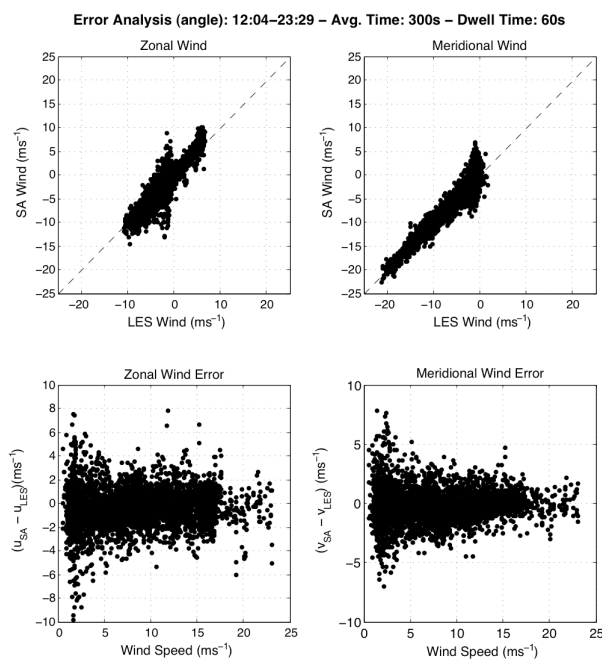 Error Analysis (angle): 12:04–23:29 – Avg. Time: 300s – Dwell Time: 60s
Zonal Wind
25
20
15
10
5
0
−5
−10
−15
−20
−25
SA Wind (ms⁻¹)
−20 −10 0 10 20
LES Wind (ms⁻¹)
Meridional Wind
25
20
15
10
5
0
−5
−10
−15
−20
−25
SA Wind (ms⁻¹)
−20 −10 0 10 20
LES Wind (ms⁻¹)
Zonal Wind Error
10
8
6
4
2
0
−2
−4
−6
−8
−10
(u_SA − u_LES)(ms⁻¹)
0 5 10 15 20 25
Wind Speed (ms⁻¹)
Meridional Wind Error
10
5
0
−5
−10
(v_SA − v_LES) (ms⁻¹)
0 5 10 15 20 25
Wind Speed (ms⁻¹)